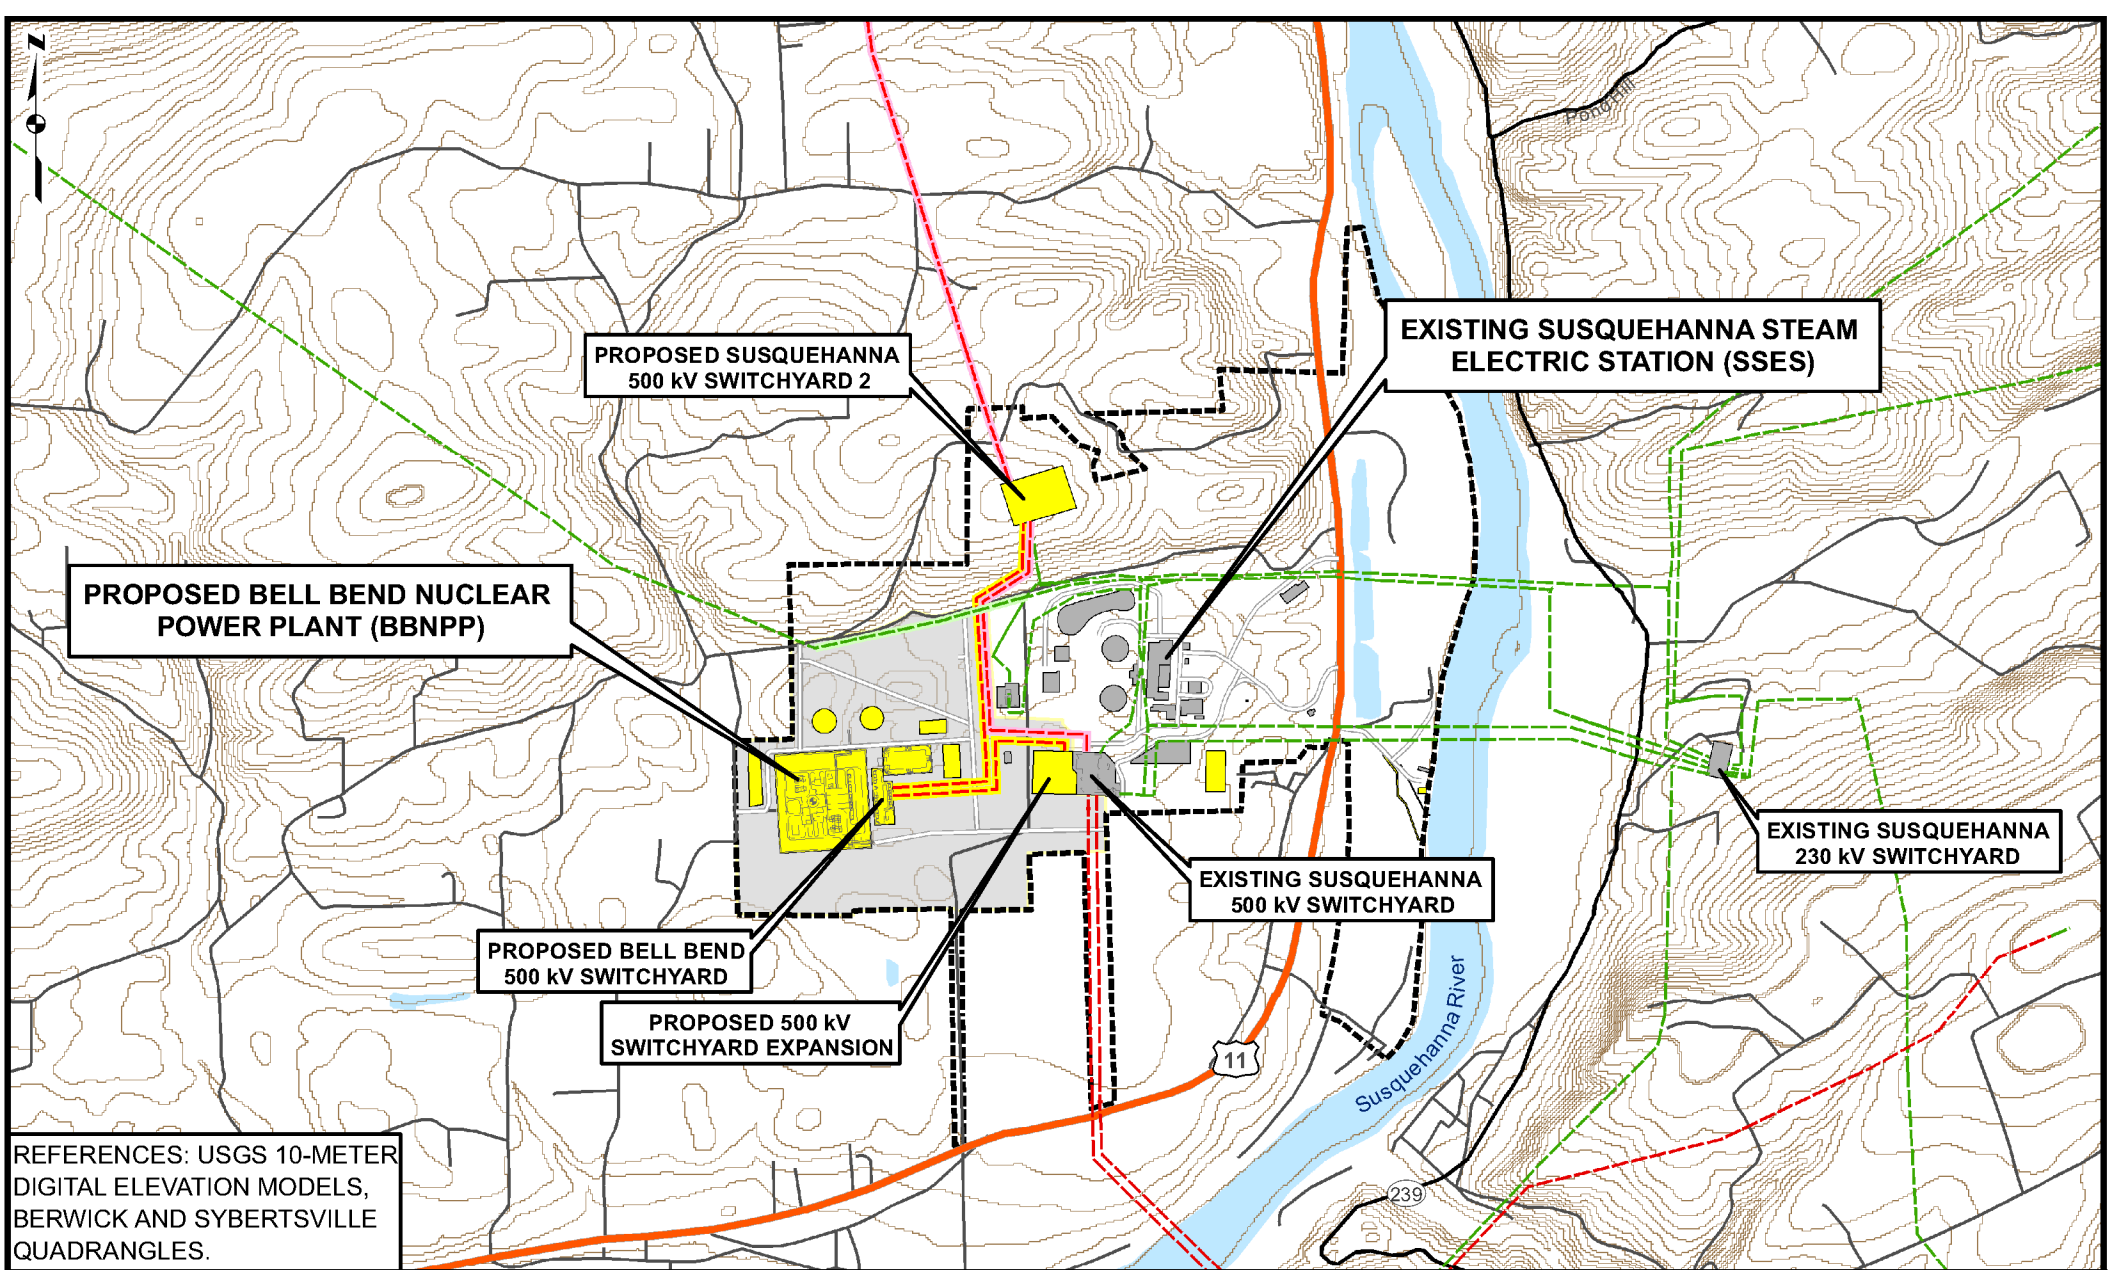 N
Pond Hill
PROPOSED SUSQUEHANNA
500 kV SWITCHYARD 2
EXISTING SUSQUEHANNA STEAM
ELECTRIC STATION (SSES)
PROPOSED BELL BEND NUCLEAR
POWER PLANT (BBNPP)
EXISTING SUSQUEHANNA
230 kV SWITCHYARD
EXISTING SUSQUEHANNA
500 kV SWITCHYARD
PROPOSED BELL BEND
500 kV SWITCHYARD
PROPOSED 500 kV
SWITCHYARD EXPANSION
11
Susquehanna River
239
REFERENCES: USGS 10-METER
DIGITAL ELEVATION MODELS,
BERWICK AND SYBERTSVILLE
QUADRANGLES.